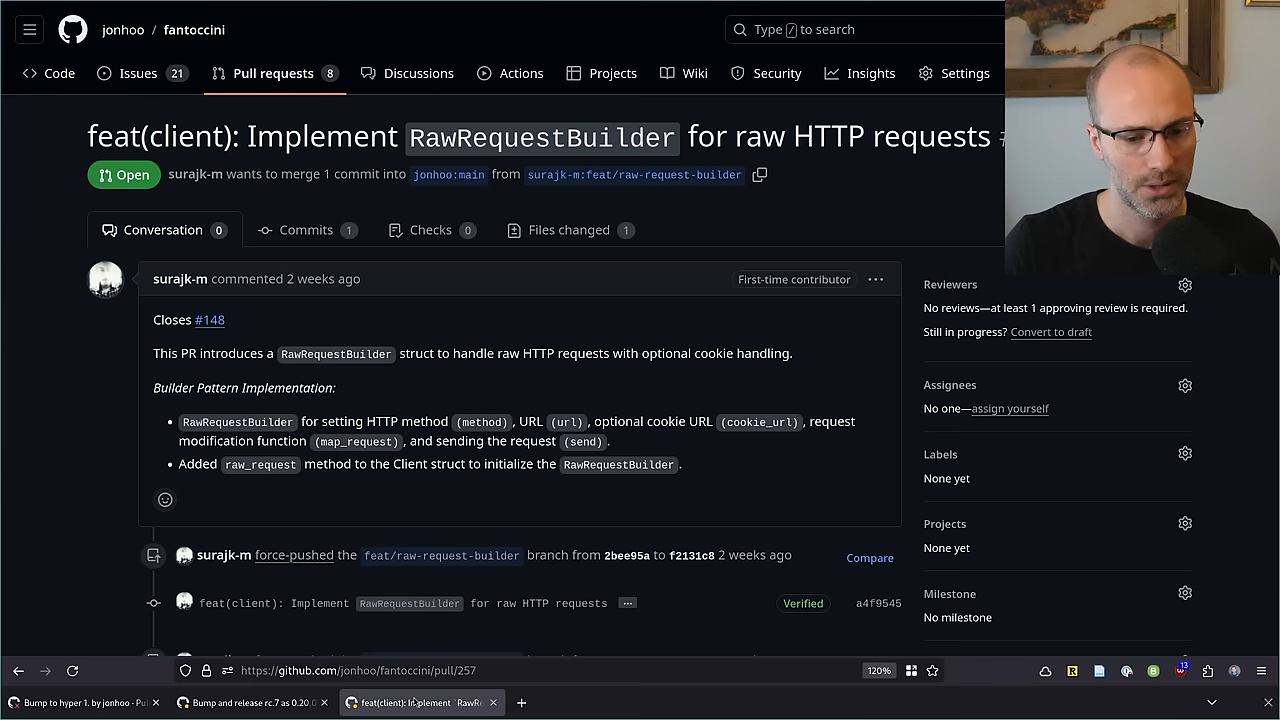 jonhoo / fantoccini
Type / to search
Code
Issues 21
Pull requests 8
Discussions
Actions
Projects
Wiki
Security
Insights
Settings
feat(client): Implement RawRequestBuilder for raw HTTP requests
Open
surajk-m wants to merge 1 commit into jonhoo:main from surajk-m:feat/raw-request-builder
Conversation 0
Commits 1
Checks 0
Files changed 1
surajk-m commented 2 weeks ago
First-time contributor
Closes #148
This PR introduces a RawRequestBuilder struct to handle raw HTTP requests with optional cookie handling.
Builder Pattern Implementation:
• RawRequestBuilder for setting HTTP method (method), URL (url), optional cookie URL (cookie_url), request
modification function (map_request), and sending the request (send).
• Added raw_request method to the Client struct to initialize the RawRequestBuilder.
surajk-m force-pushed the feat/raw-request-builder branch from 2bee95a to f2131c8 2 weeks ago
Compare
feat(client): Implement RawRequestBuilder for raw HTTP requests ...
Verified
a4f9545
Reviewers
No reviews—at least 1 approving review is required.
Still in progress? Convert to draft
Assignees
No one—assign yourself
Labels
None yet
Projects
None yet
Milestone
No milestone
https://github.com/jonhoo/fantoccini/pull/257
120%
13
Bump to hyper 1. by jonhoo · Pu
Bump and release rc.7 as 0.20.0
feat(client): Implement `RawR